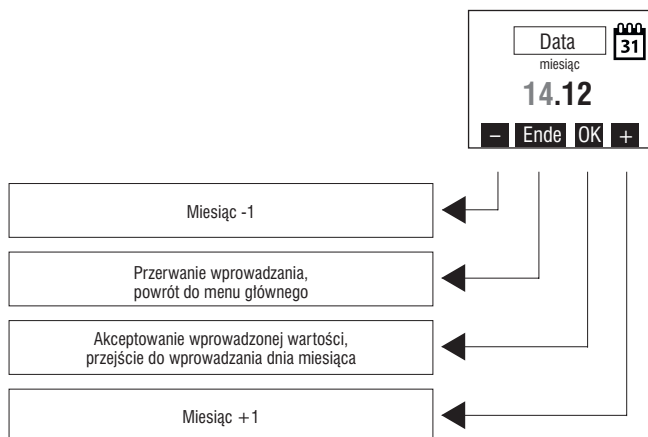 Data
31
miesiąc
14.12
– Ende OK +
Miesiąc -1
Przerwanie wprowadzania,
powrót do menu głównego
Akceptowanie wprowadzonej wartości,
przejście do wprowadzania dnia miesiąca
Miesiąc +1